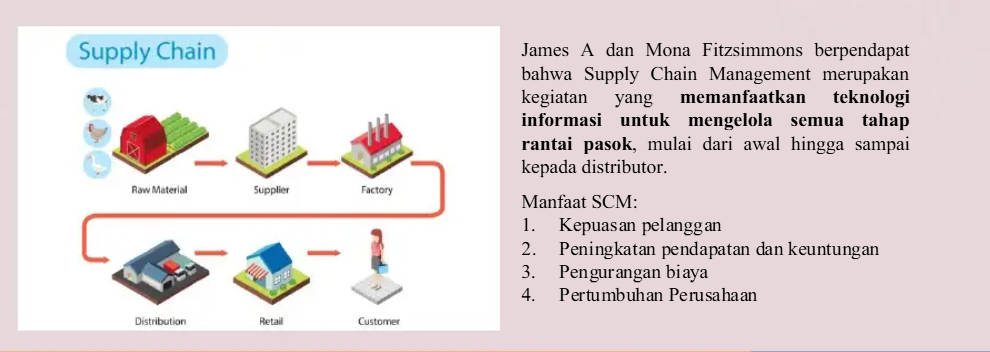 Supply Chain
Raw Material
Supplier
Factory
Distribution
Retail
Customer
James A dan Mona Fitzsimmons berpendapat
bahwa Supply Chain Management merupakan
kegiatan yang memanfaatkan teknologi
informasi untuk mengelola semua tahap
rantai pasok, mulai dari awal hingga sampai
kepada distributor.
Manfaat SCM:
1. Kepuasan pelanggan
2. Peningkatan pendapatan dan keuntungan
3. Pengurangan biaya
4. Pertumbuhan Perusahaan